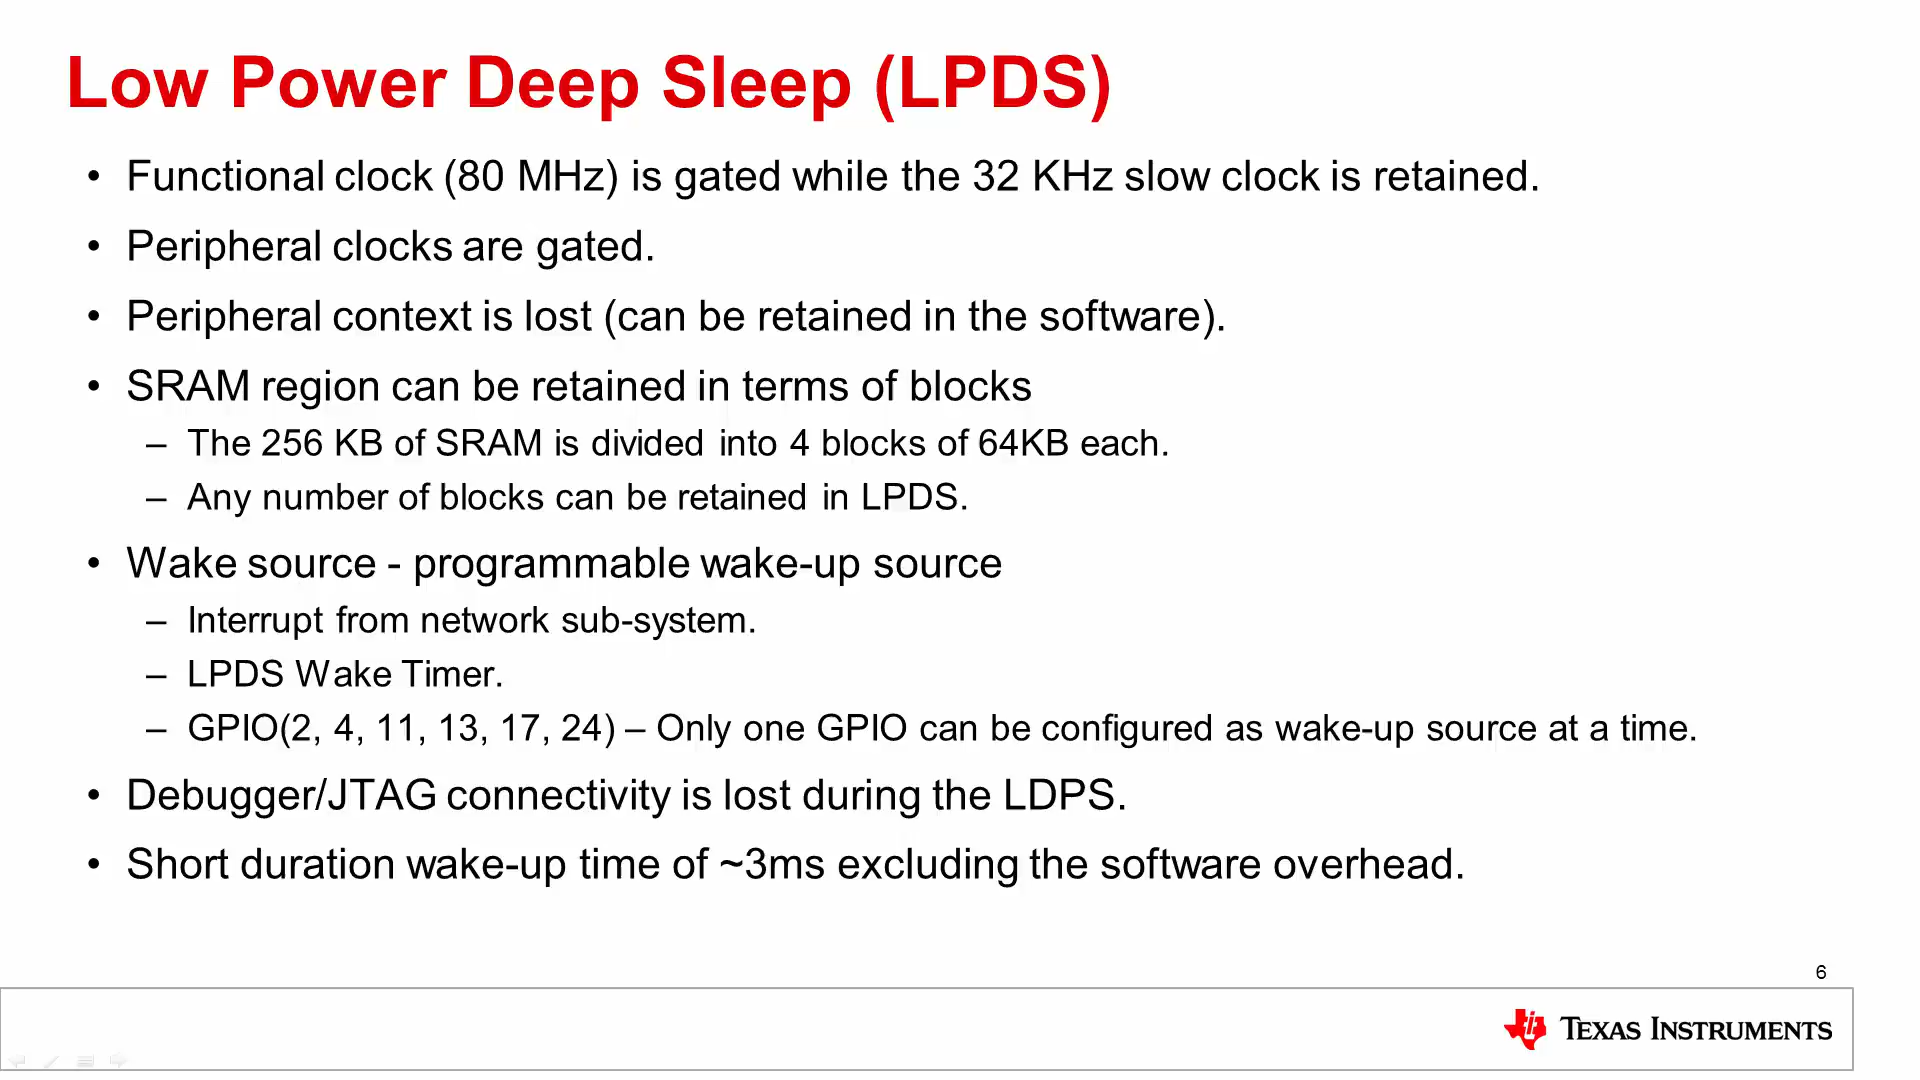 Low Power Deep Sleep (LPDS)
• Functional clock (80 MHz) is gated while the 32 KHz slow clock is retained.
• Peripheral clocks are gated.
• Peripheral context is lost (can be retained in the software).
• SRAM region can be retained in terms of blocks
– The 256 KB of SRAM is divided into 4 blocks of 64KB each.
– Any number of blocks can be retained in LPDS.
• Wake source - programmable wake-up source
– Interrupt from network sub-system.
– LPDS Wake Timer.
– GPIO(2, 4, 11, 13, 17, 24) – Only one GPIO can be configured as wake-up source at a time.
• Debugger/JTAG connectivity is lost during the LDPS.
• Short duration wake-up time of ~3ms excluding the software overhead.
6
TEXAS INSTRUMENTS